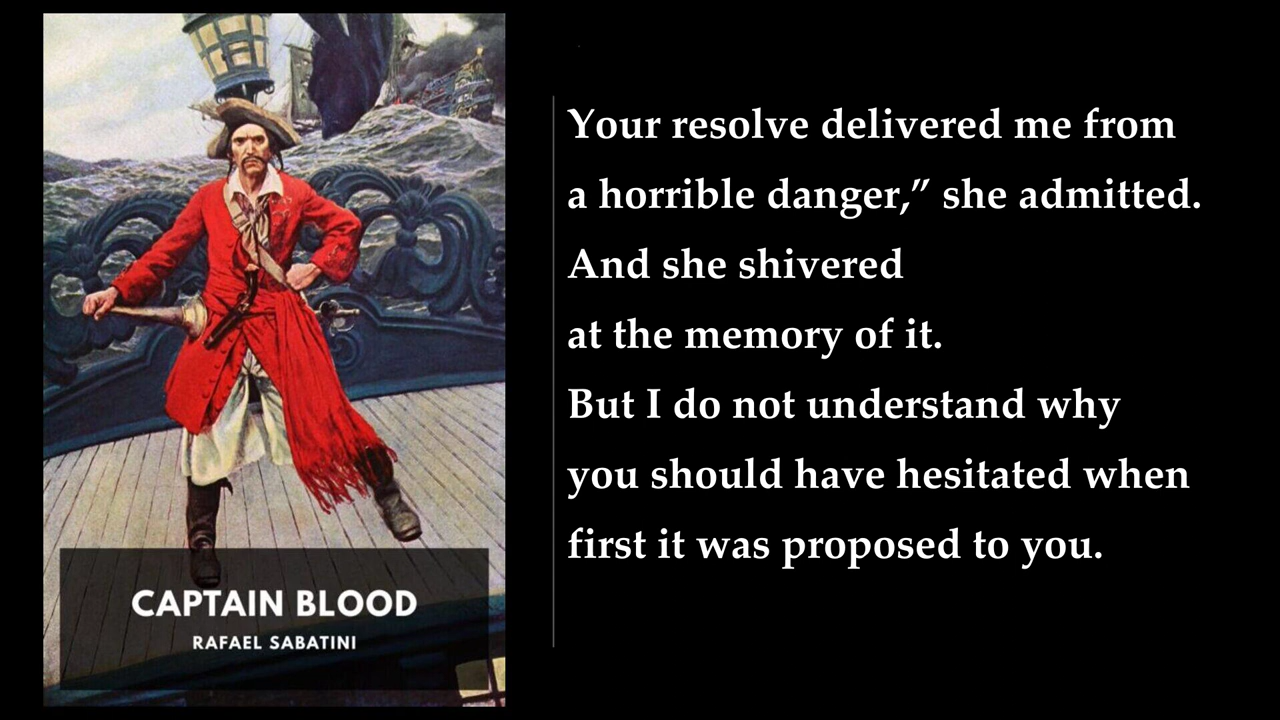 CAPTAIN BLOOD
RAFAEL SABATINI
Your resolve delivered me from
a horrible danger,” she admitted.
And she shivered
at the memory of it.
But I do not understand why
you should have hesitated when
first it was proposed to you.